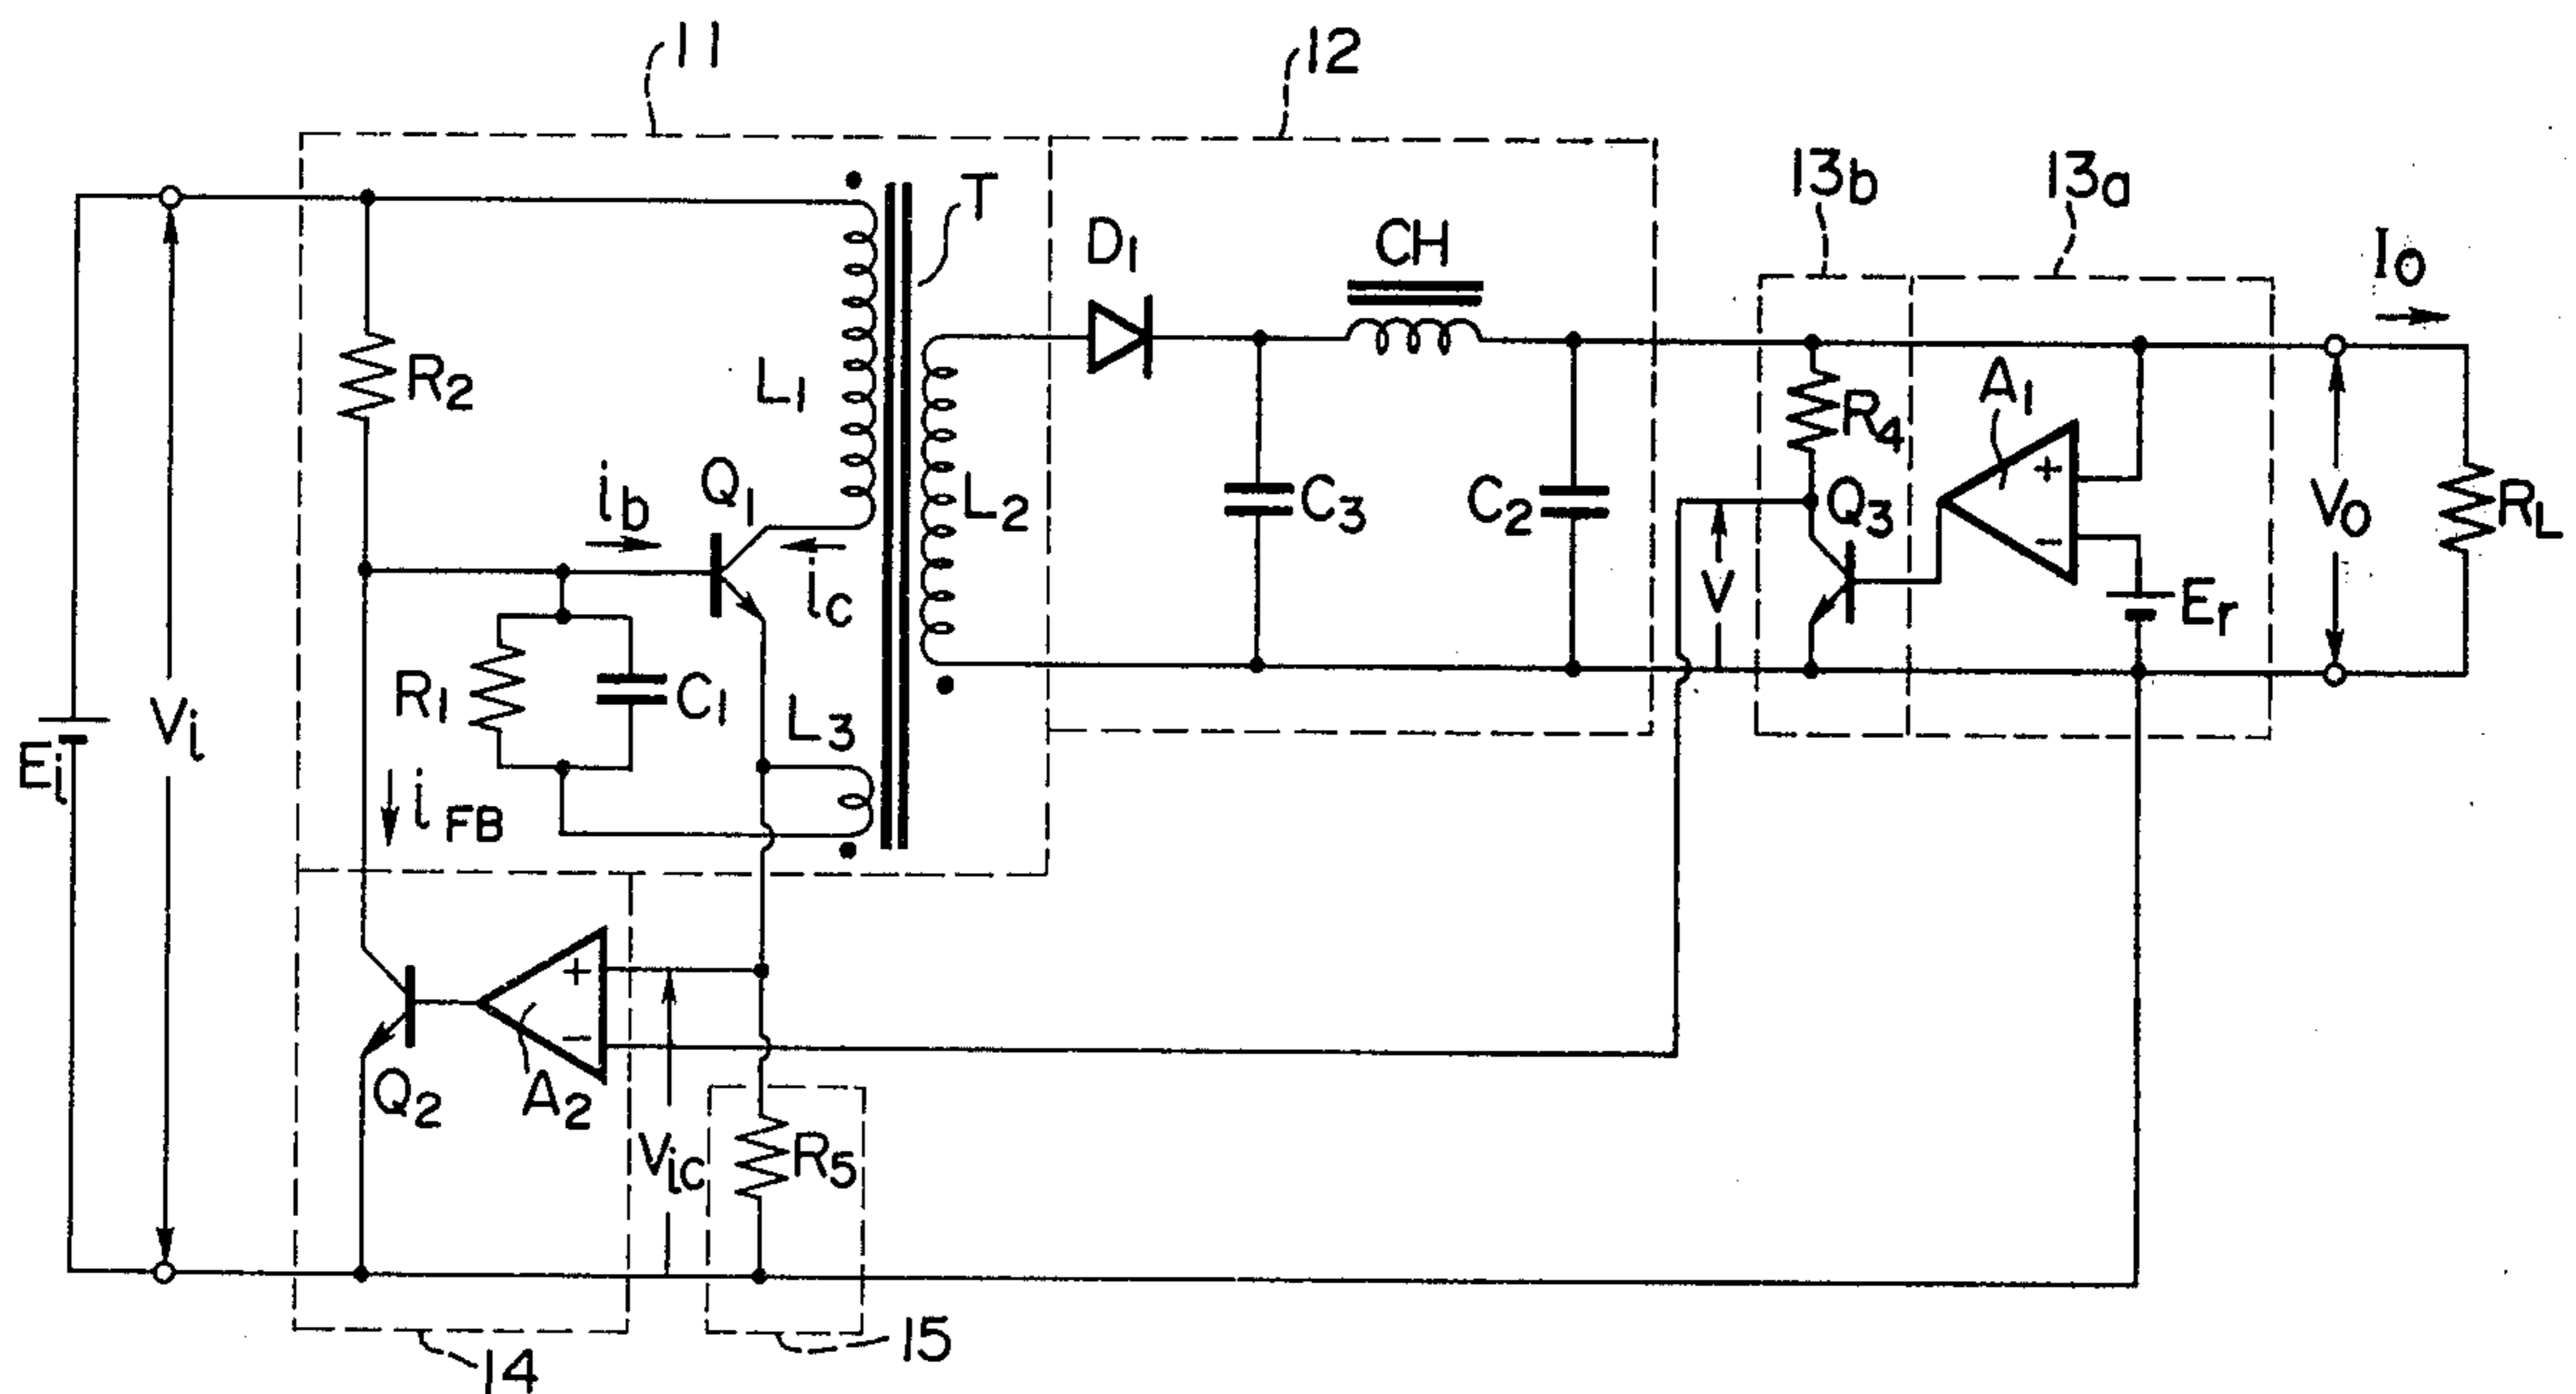 11
12
13b
13a
T
D1
CH
Io
R2
L1
A1
R4
+
ib
Q1
L2
C3
C2
Q3
Vo
RL
ic
V
-
Er
R1
C1
L3
Vi
Ei
iFB
+
-
Q2
A2
Vic
R5
14
15